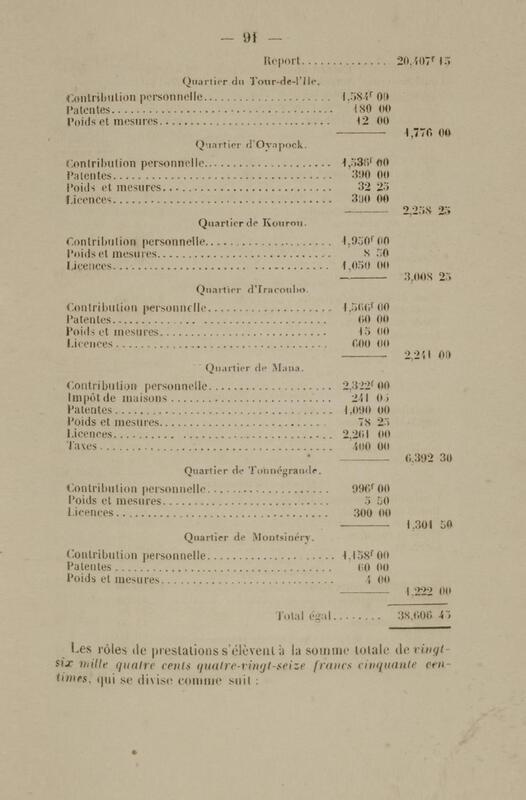 — 91 —
Report.............. 20,407f 15
Quartier du Tour-de-l'Ile.
Contribution personnelle.................... 1,584f 00
Patentes.................................... 180 00
Poids et mesures............................ 12 00
1,776 00
Quartier d'Oyapock.
Contribution personnelle.................... 1,536f 00
Patentes.................................... 390 00
Poids et mesures............................ 32 25
Licences.................................... 300 00
2,258 25
Quartier de Kourou.
Contribution personnelle.................... 1,950f 00
Poids et mesures............................ 8 50
Licences.................................... 1,050 00
3,008 25
Quartier d'Iracoubo.
Contribution personnelle.................... 1,566f 00
Patentes.................................... 60 00
Poids et mesures............................ 15 00
Licences.................................... 600 00
2,241 00
Quartier de Mana.
Contribution personnelle.................... 2,322f 00
Impôt de maisons............................ 241 05
Patentes.................................... 1,090 00
Poids et mesures............................ 78 25
Licences.................................... 2,261 00
Taxes....................................... 400 00
6,392 30
Quartier de Tonnégrande.
Contribution personnelle.................... 996f 00
Poids et mesures............................ 5 50
Licences.................................... 300 00
1,301 50
Quartier de Montsinéry.
Contribution personnelle.................... 1,158f 00
Patentes.................................... 60 00
Poids et mesures............................ 4 00
1,222 00
Total égal........ 38,606 45
Les rôles de prestations s'élèvent à la somme totale de vingt-
six mille quatre cents quatre-vingt-seize francs cinquante cen-
times, qui se divise comme suit :